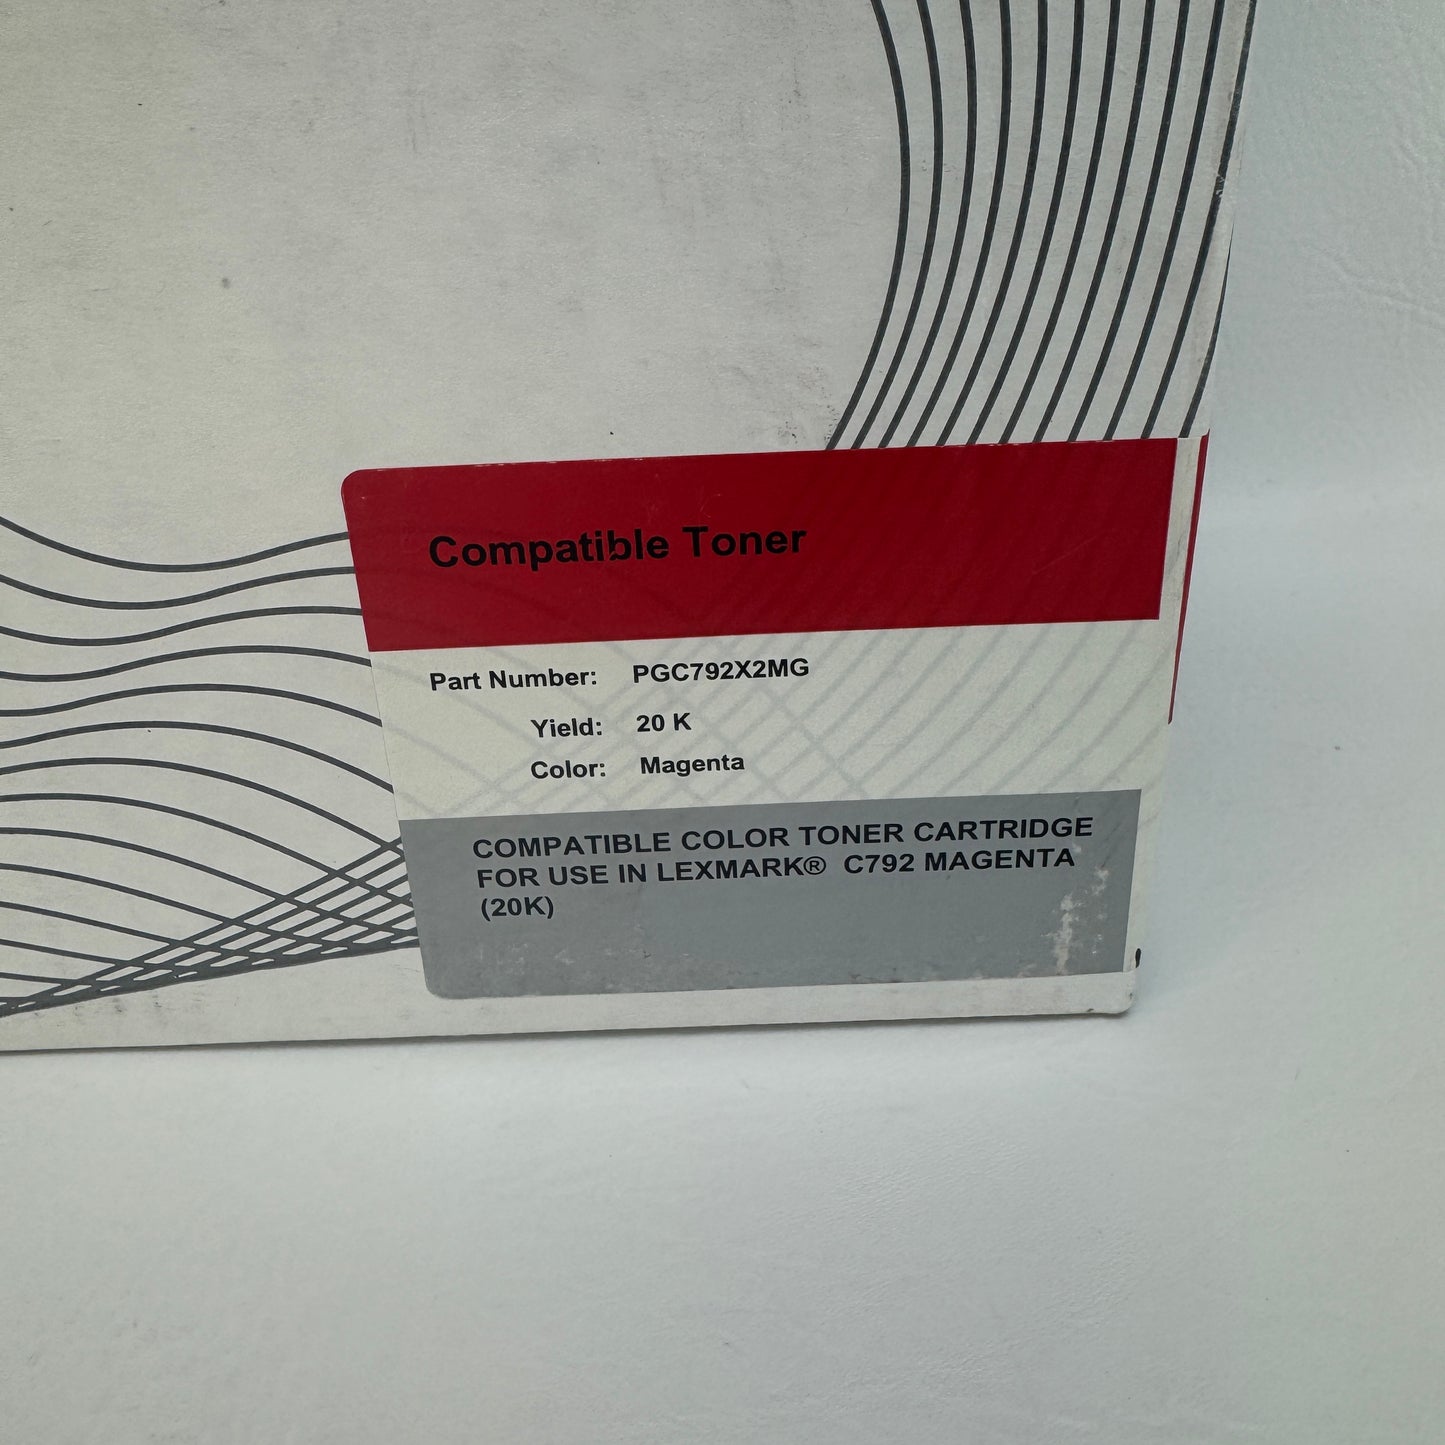 Compatible Toner
Part Number: PGC792X2MG
Yield: 20 K
Color: Magenta
COMPATIBLE COLOR TONER CARTRIDGE
FOR USE IN LEXMARK® C792 MAGENTA
(20K)